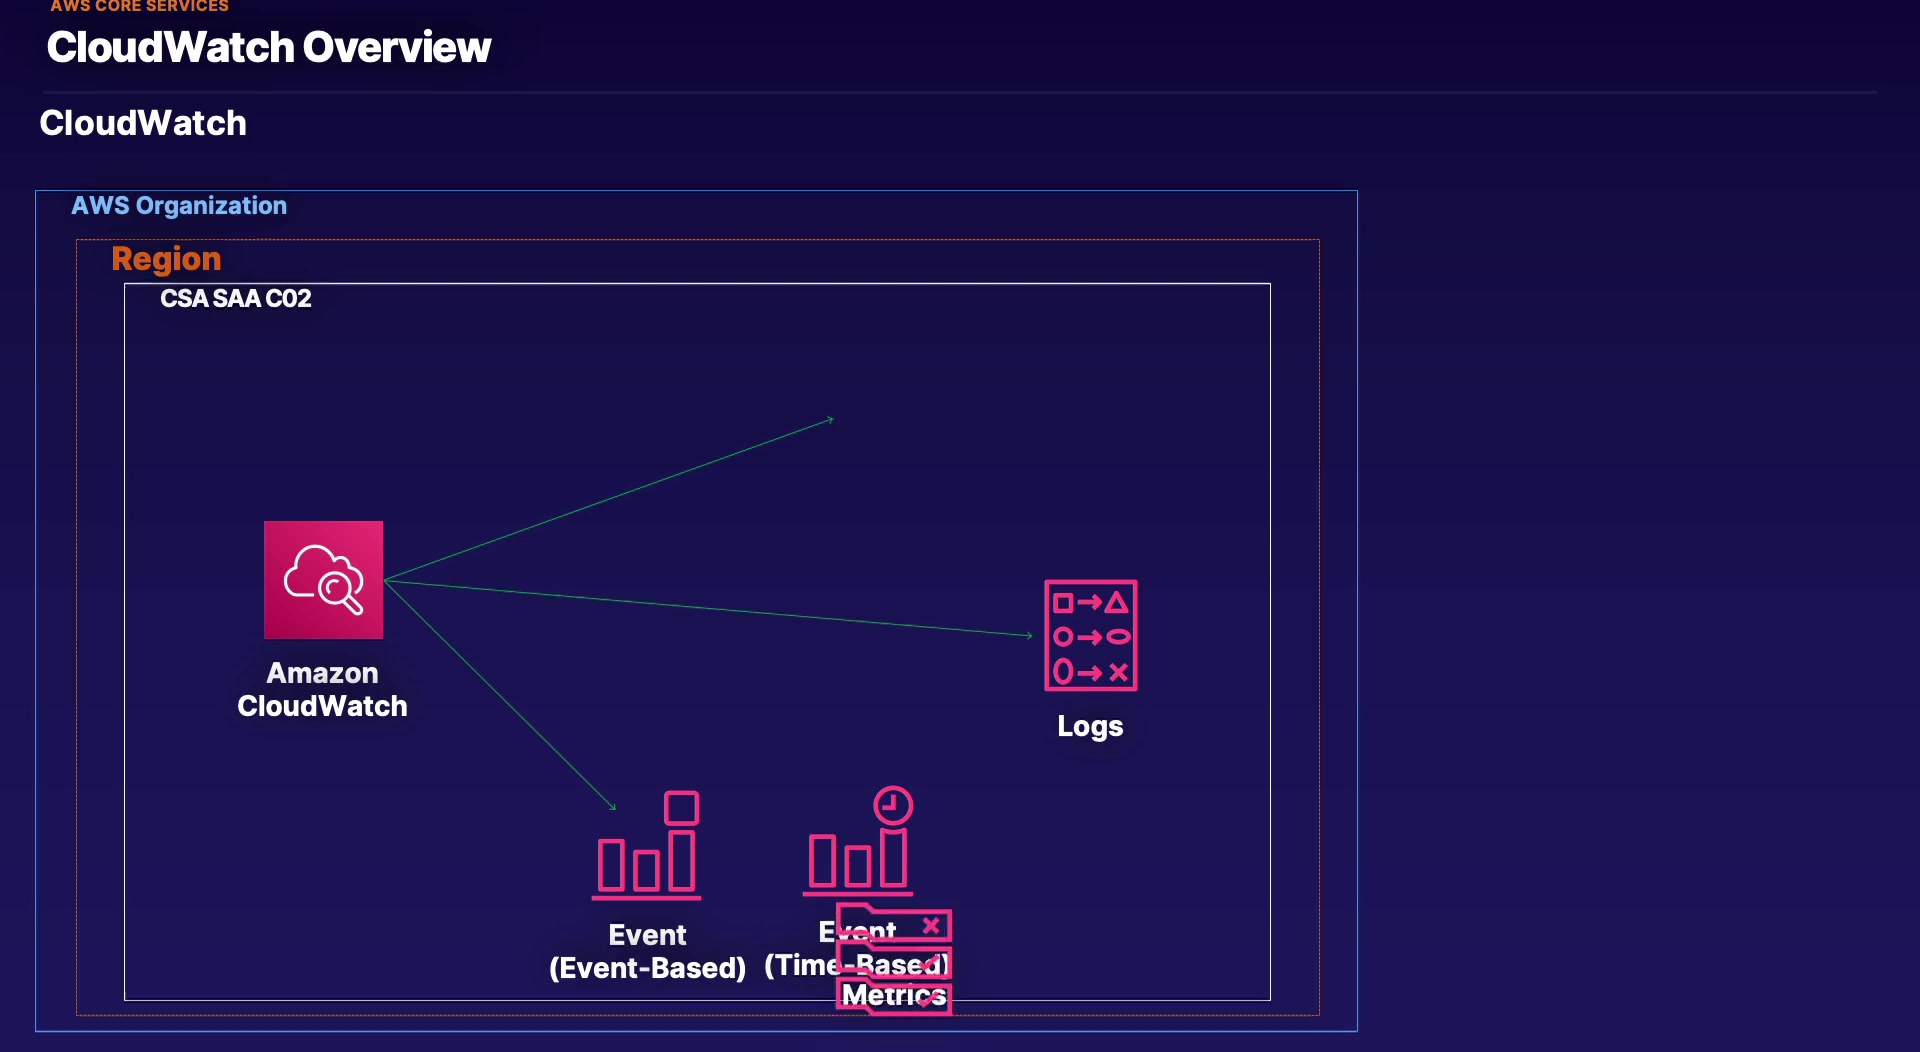 AWS CORE SERVICES
CloudWatch Overview
CloudWatch
AWS Organization
Region
CSA SAA C02
Amazon
CloudWatch
Logs
Event
(Event-Based)
Event
(Time-Based)
Metrics